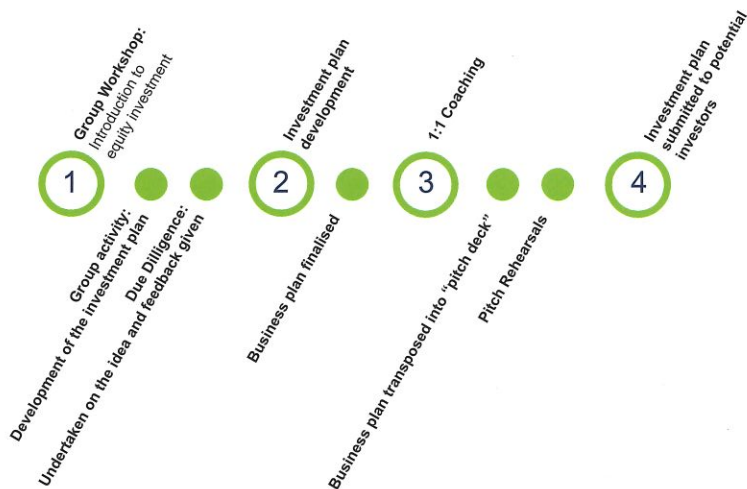 Group Workshop:
Introduction to
equity investment
1
Group activity:
Development of the investment plan
Due Dilligence:
Undertaken on the idea and feedback given
Investment plan
development
2
Business plan finalised
1:1 Coaching
3
Business plan transposed into “pitch deck”
Pitch Rehearsals
Investment plan
submitted to potential
investors
4